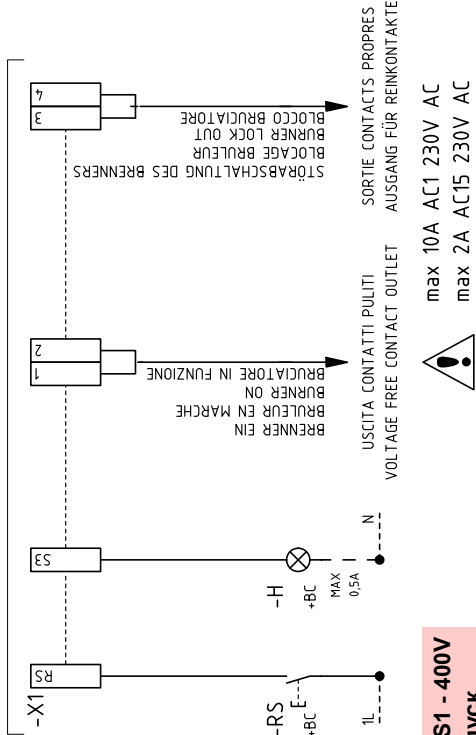 -X1
RS
S3
1
2
3
4
-RS
+BC
1L
-H
+BC
MAX
0,5A
N
BRUCIATORE IN FUNZIONE
BURNER ON
BRULEUR EN MARCHE
BRENNER EIN
BLOCCO BRUCIATORE
BURNER LOCK OUT
BLOCAGE BRULEUR
STÖRABSCHALTUNG DES BRENNERS
USCITA CONTATTI PULITI
VOLTAGE FREE CONTACT OUTLET
SORTIE CONTACTS PROPRES
AUSGANG FÜR REINKONTAKTE
max 10A AC1 230V AC
max 2A AC15 230V AC
S1 - 400V